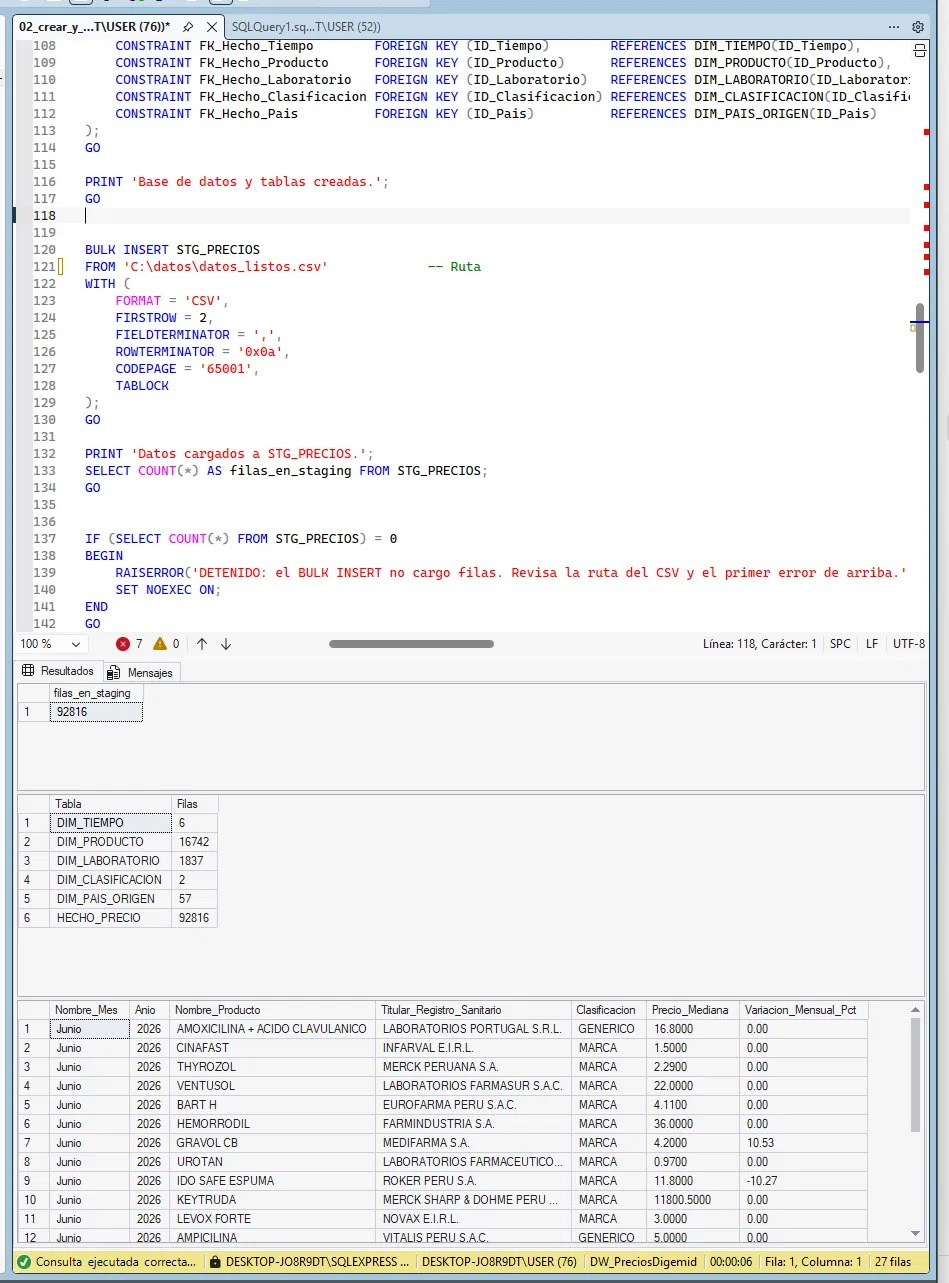 02_crear_y_...T\USER (76))*
SQLQuery1.sq...T\USER (52))
108 CONSTRAINT FK_Hecho_Tiempo FOREIGN KEY (ID_Tiempo) REFERENCES DIM_TIEMPO(ID_Tiempo),
109 CONSTRAINT FK_Hecho_Producto FOREIGN KEY (ID_Producto) REFERENCES DIM_PRODUCTO(ID_Producto),
110 CONSTRAINT FK_Hecho_Laboratorio FOREIGN KEY (ID_Laboratorio) REFERENCES DIM_LABORATORIO(ID_Laborator
111 CONSTRAINT FK_Hecho_Clasificacion FOREIGN KEY (ID_Clasificacion) REFERENCES DIM_CLASIFICACION(ID_Clasifi
112 CONSTRAINT FK_Hecho_Pais FOREIGN KEY (ID_Pais) REFERENCES DIM_PAIS_ORIGEN(ID_Pais)
113 );
114 GO
115
116 PRINT 'Base de datos y tablas creadas.';
117 GO
118
119
120 BULK INSERT STG_PRECIOS
121 FROM 'C:\datos\datos_listos.csv' -- Ruta
122 WITH (
123 FORMAT = 'CSV',
124 FIRSTROW = 2,
125 FIELDTERMINATOR = ',',
126 ROWTERMINATOR = '0x0a',
127 CODEPAGE = '65001',
128 TABLOCK
129 );
130 GO
131
132 PRINT 'Datos cargados a STG_PRECIOS.';
133 SELECT COUNT(*) AS filas_en_staging FROM STG_PRECIOS;
134 GO
135
136
137 IF (SELECT COUNT(*) FROM STG_PRECIOS) = 0
138 BEGIN
139 RAISERROR('DETENIDO: el BULK INSERT no cargo filas. Revisa la ruta del CSV y el primer error de arriba.'
140 SET NOEXEC ON;
141 END
142 GO
100 % 7 0 Línea: 118, Carácter: 1 SPC LF UTF-8
Resultados Mensajes
filas_en_staging
1 92816
Tabla Filas
1 DIM_TIEMPO 6
2 DIM_PRODUCTO 16742
3 DIM_LABORATORIO 1837
4 DIM_CLASIFICACION 2
5 DIM_PAIS_ORIGEN 57
6 HECHO_PRECIO 92816
Nombre_Mes Anio Nombre_Producto Titular_Registro_Sanitario Clasificacion Precio_Mediana Variacion_Mensual_Pct
1 Junio 2026 AMOXICILINA + ACIDO CLAVULANICO LABORATORIOS PORTUGAL S.R.L. GENERICO 16.8000 0.00
2 Junio 2026 CINAFAST INFARVAL E.I.R.L. MARCA 1.5000 0.00
3 Junio 2026 THYROZOL MERCK PERUANA S.A. MARCA 2.2900 0.00
4 Junio 2026 VENTUSOL LABORATORIOS FARMASUR S.A.C. MARCA 22.0000 0.00
5 Junio 2026 BART H EUROFARMA PERU S.A.C. MARCA 4.1100 0.00
6 Junio 2026 HEMORRODIL FARMINDUSTRIA S.A. MARCA 36.0000 0.00
7 Junio 2026 GRAVOL CB MEDIFARMA S.A. MARCA 4.2000 10.53
8 Junio 2026 UROTAN LABORATORIOS FARMACEUTICO... MARCA 0.9700 0.00
9 Junio 2026 IDO SAFE ESPUMA ROKER PERU S.A. MARCA 11.8000 -10.27
10 Junio 2026 KEYTRUDA MERCK SHARP & DOHME PERU ... MARCA 11800.5000 0.00
11 Junio 2026 LEVOX FORTE NOVAX E.I.R.L. MARCA 3.0000 0.00
12 Junio 2026 AMPICILINA VITALIS PERU S.A.C. GENERICO 5.0000 0.00
Consulta ejecutada correcta... DESKTOP-JO8R9DT\SQLEXPRESS ... DESKTOP-JO8R9DT\USER (76) DW_PreciosDigemid 00:00:06 Fila: 1, Columna: 1 27 filas